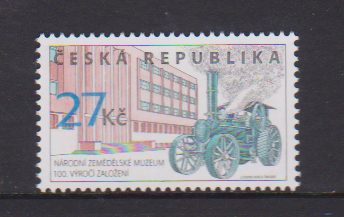 ČESKÁ REPUBLIKA
27Kč
NÁRODNÍ ZEMĚDĚLSKÉ MUZEUM
100. VÝROČÍ ZALOŽENÍ